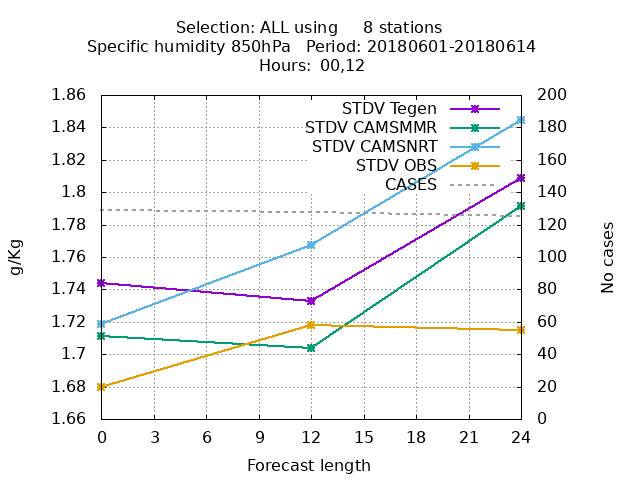 Selection: ALL using     8 stations
Specific humidity 850hPa   Period: 20180601-20180614
Hours: 00,12
1.86
1.84
1.82
1.8
1.78
1.76
1.74
1.72
1.7
1.68
1.66
g/Kg
STDV Tegen
STDV CAMSMMR
STDV CAMSNRT
STDV OBS
CASES
200
180
160
140
120
100
80
60
40
20
0
No cases
0 3 6 9 12 15 18 21 24
Forecast length